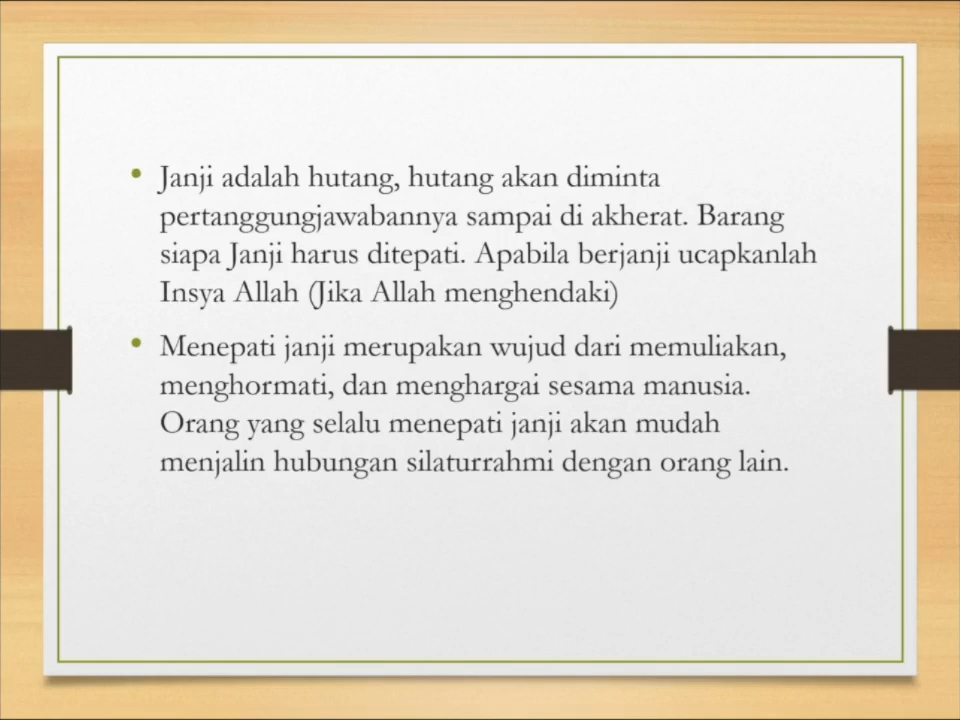 • Janji adalah hutang, hutang akan diminta
pertanggungjawabannya sampai di akherat. Barang
siapa Janji harus ditepati. Apabila berjanji ucapkanlah
Insya Allah (Jika Allah menghendaki)
• Menepati janji merupakan wujud dari memuliakan,
menghormati, dan menghargai sesama manusia.
Orang yang selalu menepati janji akan mudah
menjalin hubungan silaturrahmi dengan orang lain.